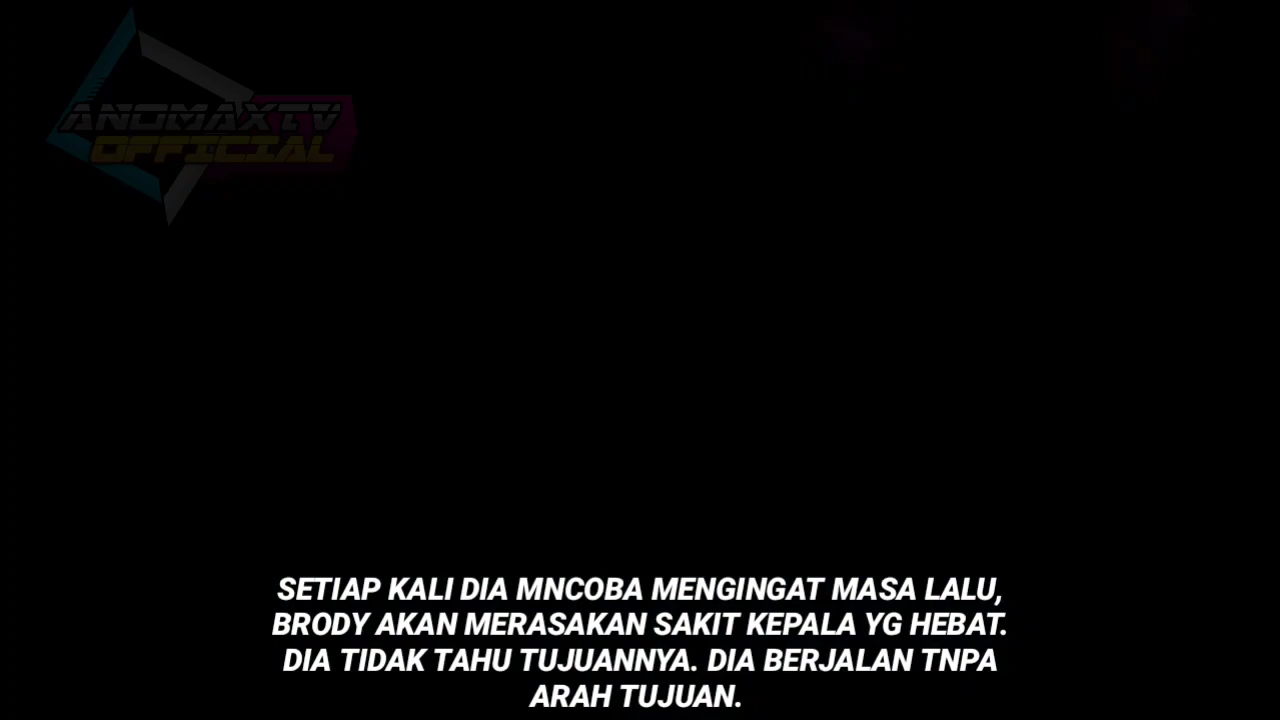 ANOMAXTV
OFFICIAL
SETIAP KALI DIA MNCOBA MENGINGAT MASA LALU,
BRODY AKAN MERASAKAN SAKIT KEPALA YG HEBAT.
DIA TIDAK TAHU TUJUANNYA. DIA BERJALAN TNPA
ARAH TUJUAN.